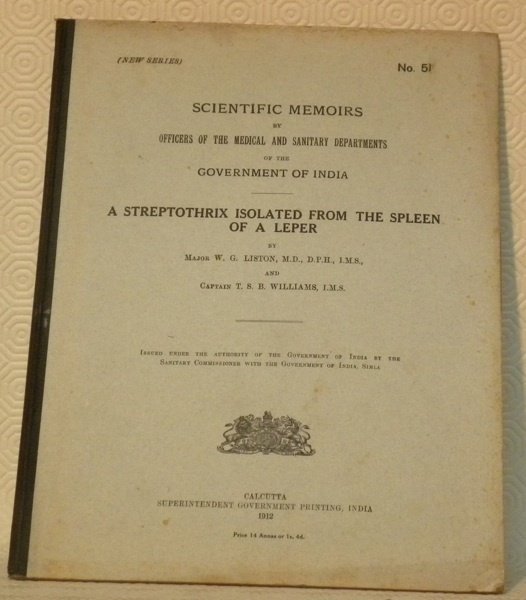 (NEW SERIES)
No. 51
SCIENTIFIC MEMOIRS
BY
OFFICERS OF THE MEDICAL AND SANITARY DEPARTMENTS
OF THE
GOVERNMENT OF INDIA
A STREPTOTHRIX ISOLATED FROM THE SPLEEN
OF A LEPER
BY
MAJOR W. G. LISTON, M.D., D.P.H., I.M.S.,
AND
CAPTAIN T. S. B. WILLIAMS, I.M.S.
ISSUED UNDER THE AUTHORITY OF THE GOVERNMENT OF INDIA BY THE
SANITARY COMMISSIONER WITH THE GOVERNMENT OF INDIA, SIMLA
CALCUTTA
SUPERINTENDENT GOVERNMENT PRINTING, INDIA
1912
Price 14 Annas or 1s. 4d.